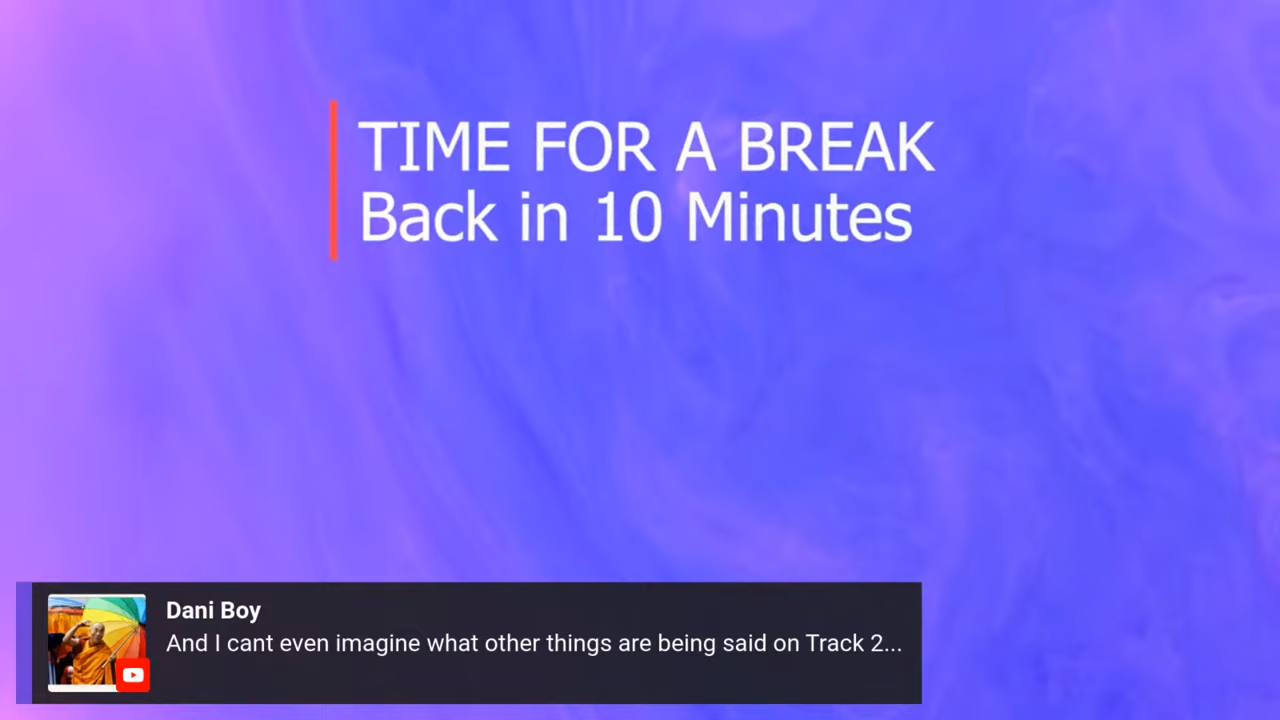 TIME FOR A BREAK
Back in 10 Minutes
Dani Boy
And I cant even imagine what other things are being said on Track 2...